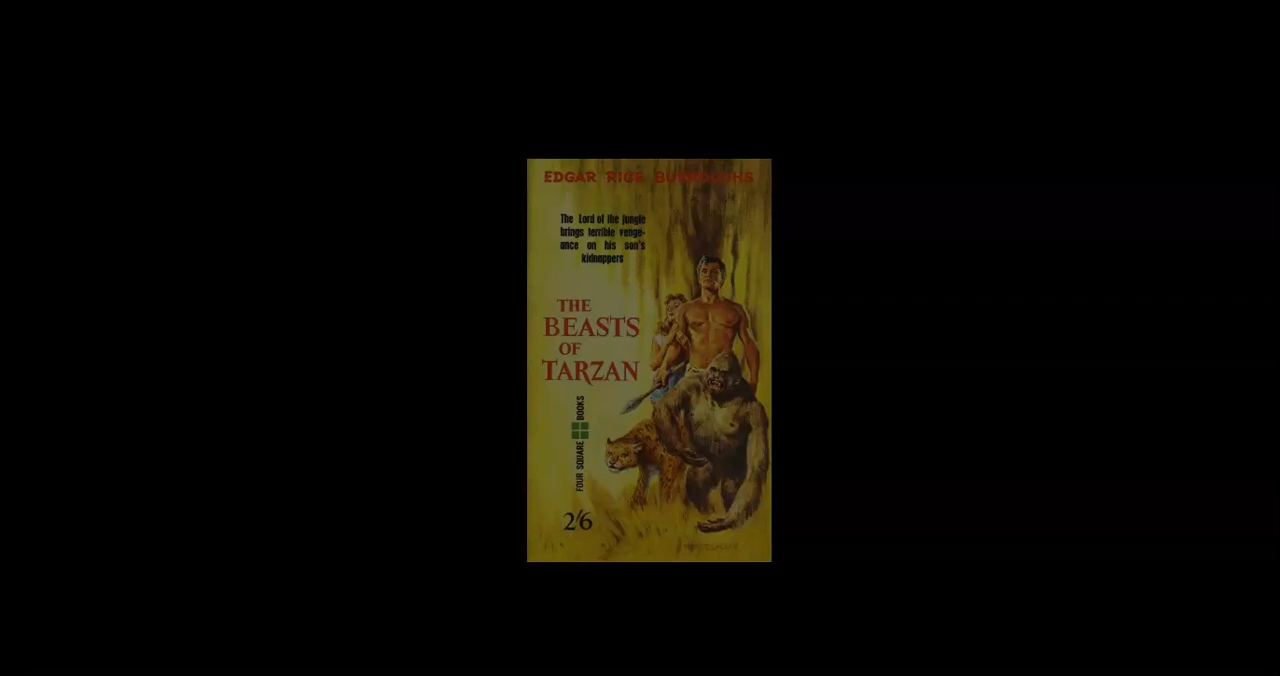 EDGAR RICE BURROUGHS
The Lord of the jungle
brings terrible venge-
ance on his son's
kidnappers
THE
BEASTS
OF
TARZAN
FOUR SQUARE BOOKS
2/6